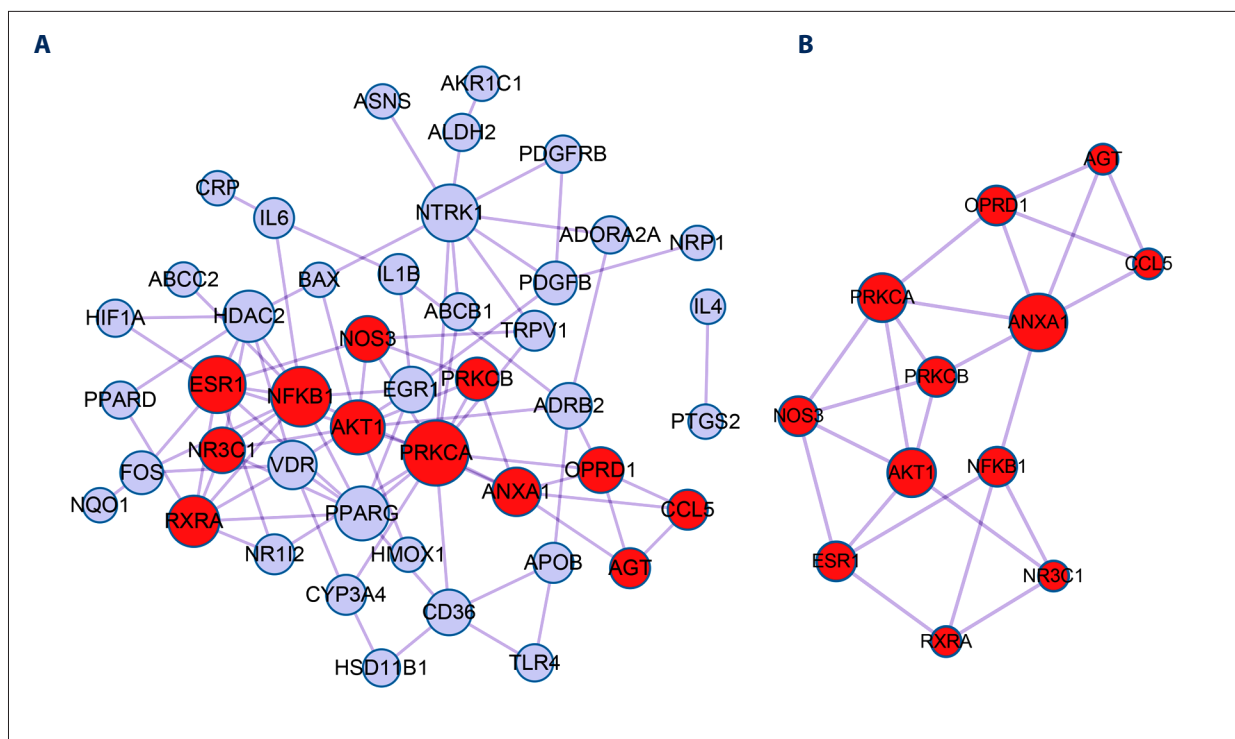 A
B
AKR1C1
ASNS
ALDH2
PDGFRB
CRP
IL6
NTRK1
ADORA2A
NRP1
ABCC2
BAX
IL1B
PDGFB
IL4
HIF1A
HDAC2
ABCB1
TRPV1
NOS3
ESR1
NFKB1
EGR1
PRKCB
PPARD
ADRB2
PTGS2
AKT1
NR3C1
PRKCA
FOS
VDR
OPRD1
NQO1
RXRA
PPARG
ANXA1
CCL5
NR1I2
HMOX1
APOB
AGT
CYP3A4
CD36
HSD11B1
TLR4
AGT
OPRD1
CCL5
PRKCA
ANXA1
PRKCB
NOS3
AKT1
NFKB1
ESR1
NR3C1
RXRA